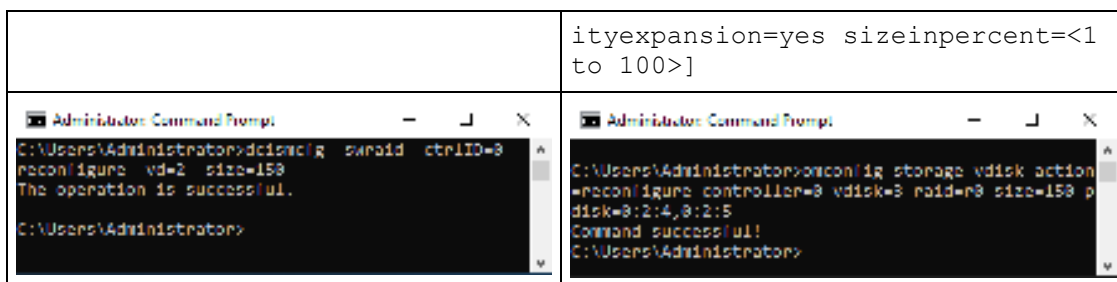 ityexpansion=yes sizeinpercent=<1
to 100>]
Administrator: Command Prompt
C:\Users\Administrator>dcismcfg swraid ctrlID=0
reconfigure vd=2 size=150
The operation is successful.
C:\Users\Administrator>
Administrator: Command Prompt
C:\Users\Administrator>omconfig storage vdisk action
=reconfigure controller=0 vdisk=3 raid=r0 size=150 p
disk=0:2:4,0:2:5
Command successful!
C:\Users\Administrator>